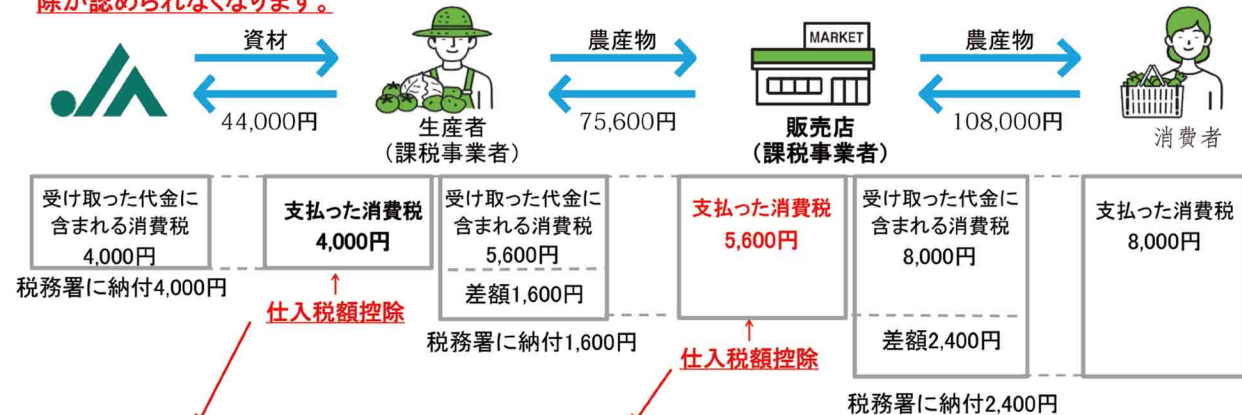 除が認められなくなります。
資材
農産物
MARKET
農産物
44,000円
生産者
(課税事業者)
75,600円
販売店
(課税事業者)
108,000円
消費者
受け取った代金に
含まれる消費税
4,000円
税務署に納付4,000円
支払った消費税
4,000円
↑
仕入税額控除
受け取った代金に
含まれる消費税
5,600円
差額1,600円
税務署に納付1,600円
支払った消費税
5,600円
↑
仕入税額控除
受け取った代金に
含まれる消費税
8,000円
差額2,400円
税務署に納付2,400円
支払った消費税
8,000円